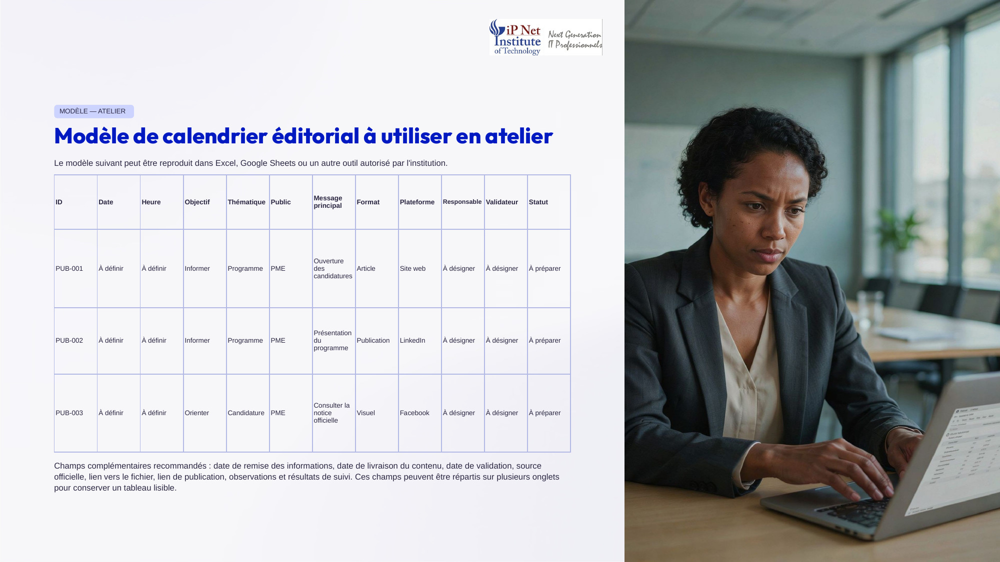 iP Net
Institute
of Technology
Next Generation
IT Professionnels
MODÈLE — ATELIER
Modèle de calendrier éditorial à utiliser en atelier
Le modèle suivant peut être reproduit dans Excel, Google Sheets ou un autre outil autorisé par l'institution.
ID Date Heure Objectif Thématique Public Message principal Format Plateforme Responsable Validateur Statut
PUB-001 À définir À définir Informer Programme PME Ouverture des candidatures Article Site web À désigner À désigner À préparer
PUB-002 À définir À définir Informer Programme PME Présentation du programme Publication LinkedIn À désigner À désigner À préparer
PUB-003 À définir À définir Orienter Candidature PME Consulter la notice officielle Visuel Facebook À désigner À désigner À préparer
Champs complémentaires recommandés : date de remise des informations, date de livraison du contenu, date de validation, source
officielle, lien vers le fichier, lien de publication, observations et résultats de suivi. Ces champs peuvent être répartis sur plusieurs onglets
pour conserver un tableau lisible.